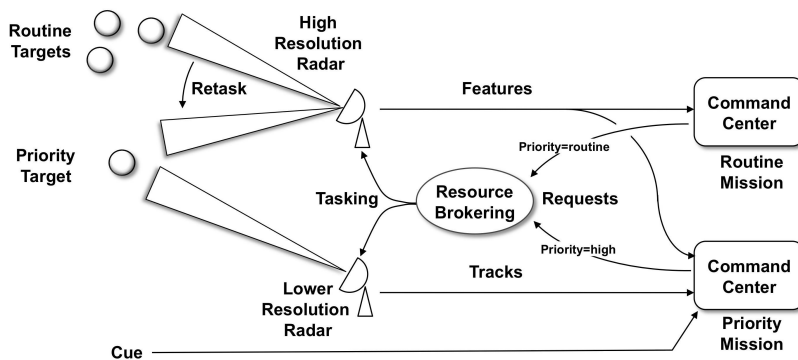 Routine
Targets
High
Resolution
Radar
Retask
Features
Command
Center
Routine
Mission
Priority=routine
Priority
Target
Tasking
Resource
Brokering
Requests
Priority=high
Command
Center
Priority
Mission
Tracks
Lower
Resolution
Radar
Cue